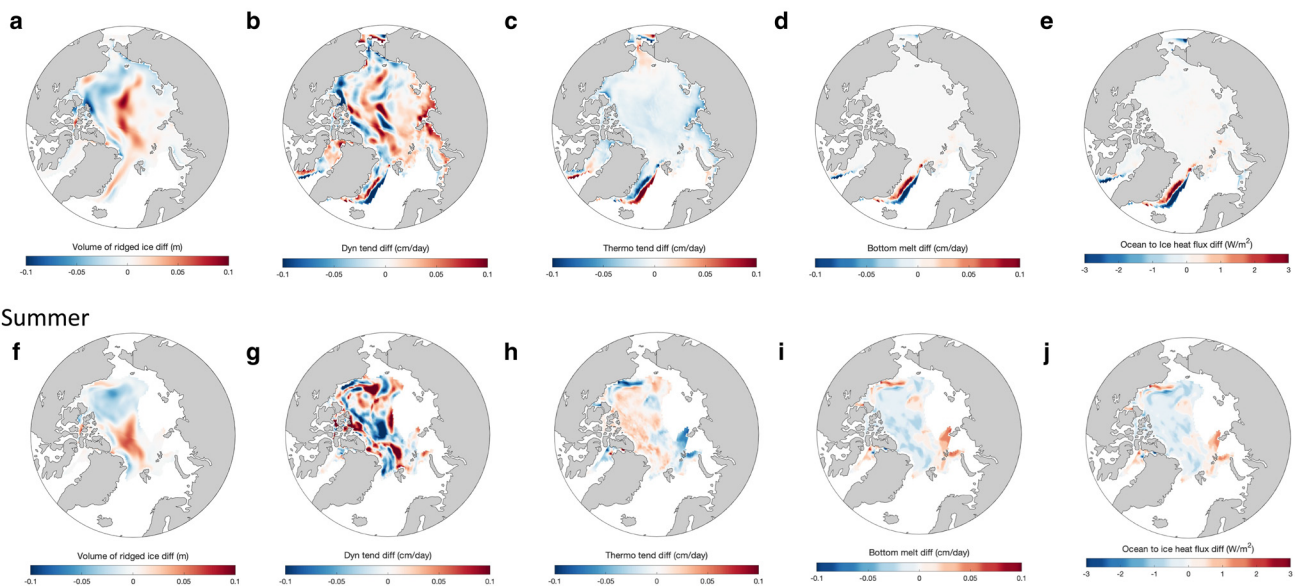 a b c d e
Volume of ridged ice diff (m)
-0.1 -0.05 0 0.05 0.1
Dyn tend diff (cm/day)
-0.1 -0.05 0 0.05 0.1
Thermo tend diff (cm/day)
-0.1 -0.05 0 0.05 0.1
Bottom melt diff (cm/day)
-0.1 -0.05 0 0.05 0.1
Ocean to Ice heat flux diff (W/m²)
-3 -2 -1 0 1 2 3
Summer
f g h i j
Volume of ridged ice diff (m)
-0.1 -0.05 0 0.05 0.1
Dyn tend diff (cm/day)
-0.1 -0.05 0 0.05 0.1
Thermo tend diff (cm/day)
-0.1 -0.05 0 0.05 0.1
Bottom melt diff (cm/day)
-0.1 -0.05 0 0.05 0.1
Ocean to ice heat flux diff (W/m²)
-3 -2 -1 0 1 2 3